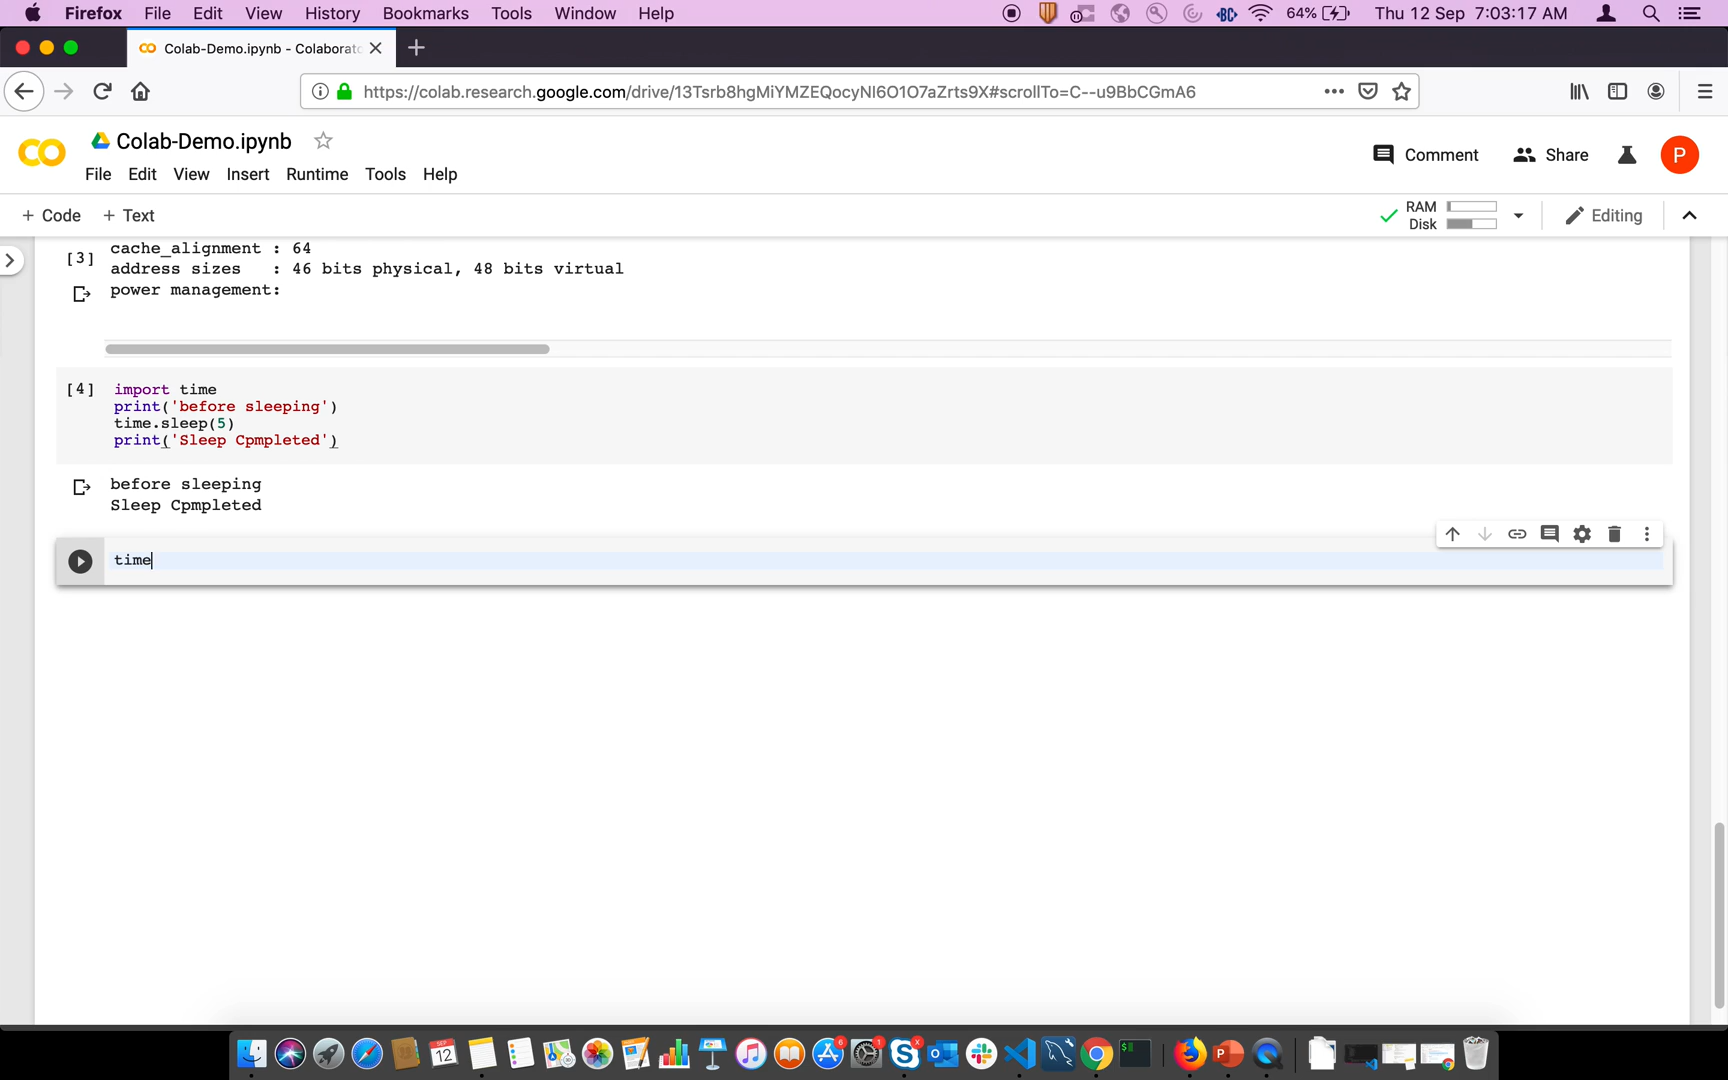 Firefox File Edit View History Bookmarks Tools Window Help 64% Thu 12 Sep 7:03:17 AM
Colab-Demo.ipynb - Colaborato
https://colab.research.google.com/drive/13Tsrb8hgMiYMZEQocyNl6O1O7aZrts9X#scrollTo=C--u9BbCGmA6
Colab-Demo.ipynb
Comment Share P
File Edit View Insert Runtime Tools Help
+ Code + Text
RAM
Disk
Editing
cache_alignment : 64
[3]
address sizes : 46 bits physical, 48 bits virtual
power management:
[4] import time
print('before sleeping')
time.sleep(5)
print('Sleep Cpmpleted')
before sleeping
Sleep Cpmpleted
time